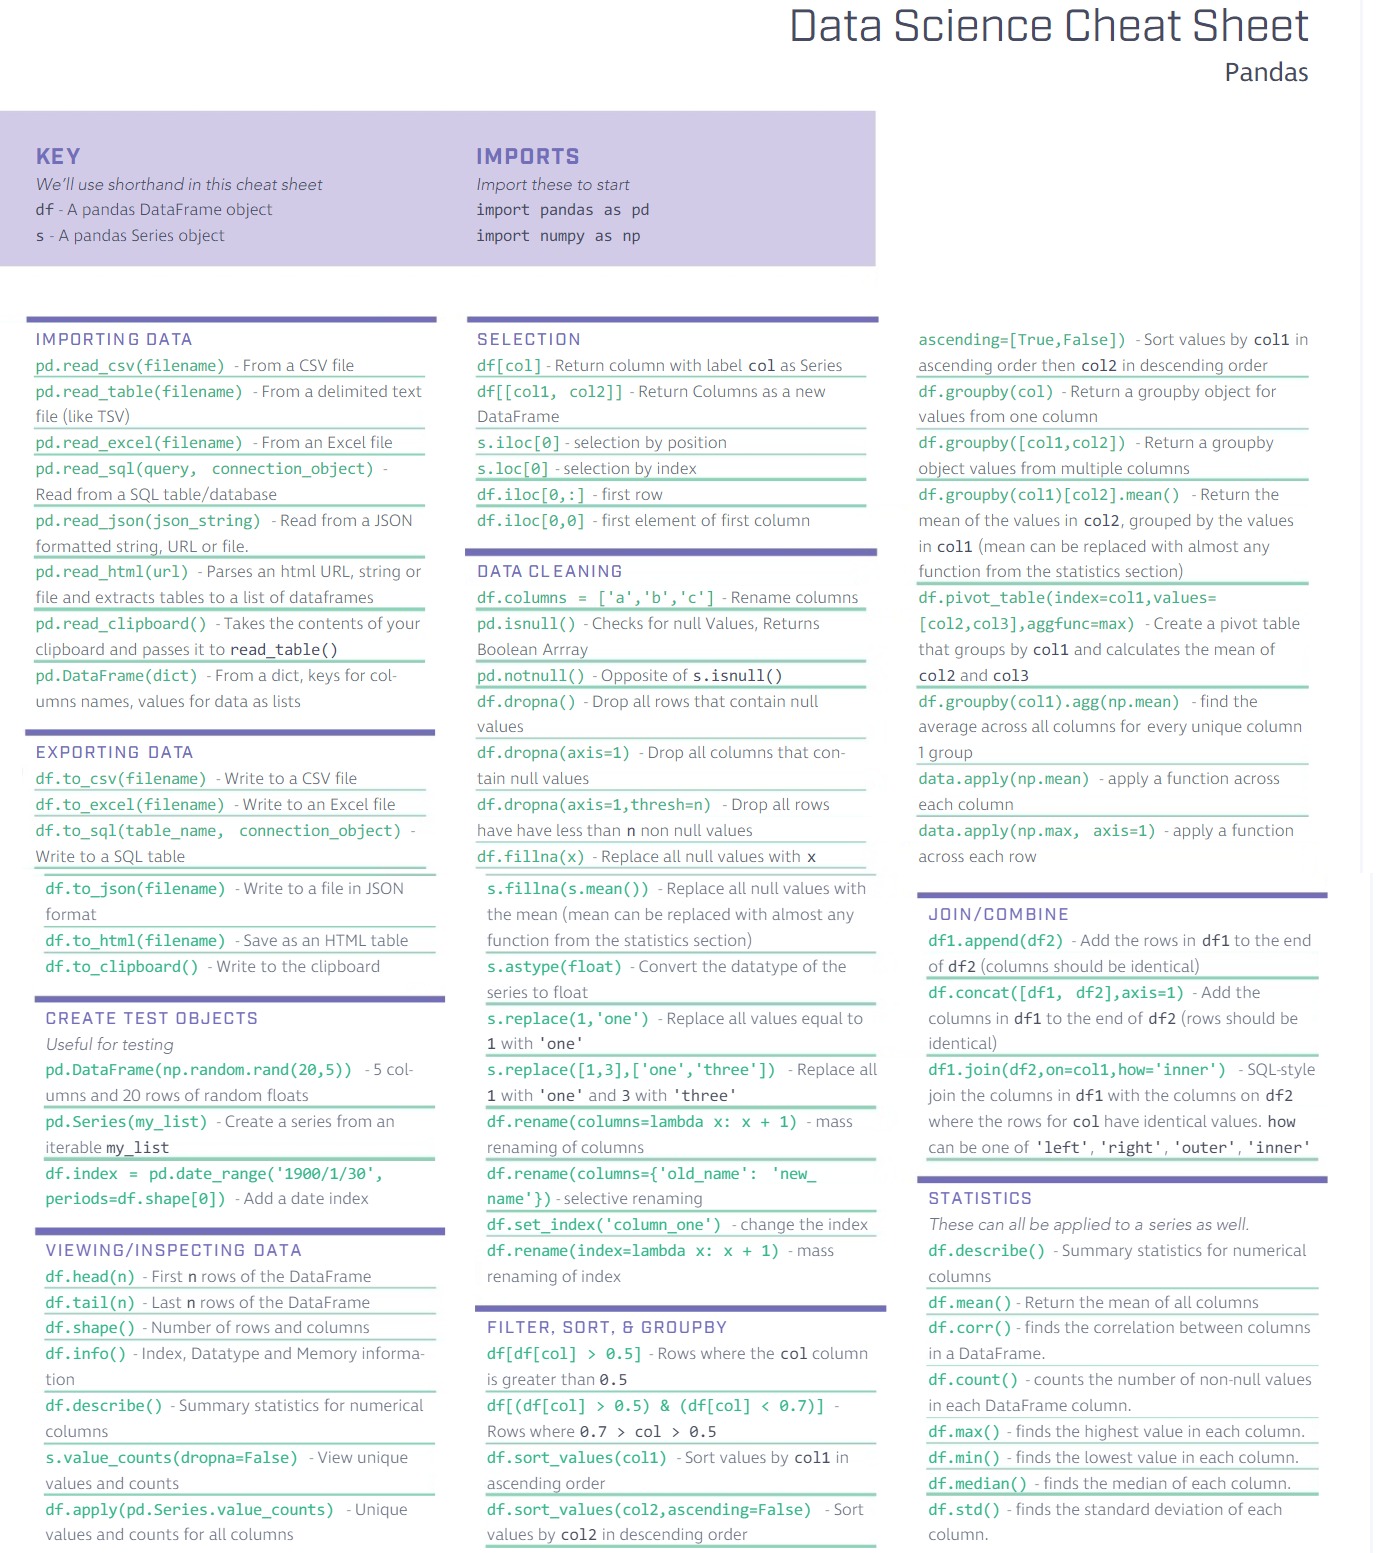 Data Science Cheat Sheet
Pandas
KEY
We'll use shorthand in this cheat sheet
df - A pandas DataFrame object
s - A pandas Series object
IMPORTS
Import these to start
import pandas as pd
import numpy as np
IMPORTING DATA
pd.read_csv(filename) - From a CSV file
pd.read_table(filename) - From a delimited text
file (like TSV)
pd.read_excel(filename) - From an Excel file
pd.read_sql(query, connection_object) -
Read from a SQL table/database
pd.read_json(json_string) - Read from a JSON
formatted string, URL or file.
pd.read_html(url) - Parses an html URL, string or
file and extracts tables to a list of dataframes
pd.read_clipboard() - Takes the contents of your
clipboard and passes it to read_table()
pd.DataFrame(dict) - From a dict, keys for col-
umns names, values for data as lists
EXPORTING DATA
df.to_csv(filename) - Write to a CSV file
df.to_excel(filename) - Write to an Excel file
df.to_sql(table_name, connection_object) -
Write to a SQL table
df.to_json(filename) - Write to a file in JSON
format
df.to_html(filename) - Save as an HTML table
df.to_clipboard() - Write to the clipboard
CREATE TEST OBJECTS
Useful for testing
pd.DataFrame(np.random.rand(20,5)) - 5 col-
umns and 20 rows of random floats
pd.Series(my_list) - Create a series from an
iterable my_list
df.index = pd.date_range('1900/1/30',
periods=df.shape[0]) - Add a date index
VIEWING/INSPECTING DATA
df.head(n) - First n rows of the DataFrame
df.tail(n) - Last n rows of the DataFrame
df.shape() - Number of rows and columns
df.info() - Index, Datatype and Memory informa-
tion
df.describe() - Summary statistics for numerical
columns
s.value_counts(dropna=False) - View unique
values and counts
df.apply(pd.Series.value_counts) - Unique
values and counts for all columns
SELECTION
df[col] - Return column with label col as Series
df[[col1, col2]] - Return Columns as a new
DataFrame
s.iloc[0] - selection by position
s.loc[0] - selection by index
df.iloc[0,:] - first row
df.iloc[0,0] - first element of first column
DATA CLEANING
df.columns = ['a','b','c'] - Rename columns
pd.isnull() - Checks for null Values, Returns
Boolean Arrray
pd.notnull() - Opposite of s.isnull()
df.dropna() - Drop all rows that contain null
values
df.dropna(axis=1) - Drop all columns that con-
tain null values
df.dropna(axis=1,thresh=n) - Drop all rows
have have less than n non null values
df.fillna(x) - Replace all null values with x
s.fillna(s.mean()) - Replace all null values with
the mean (mean can be replaced with almost any
function from the statistics section)
s.astype(float) - Convert the datatype of the
series to float
s.replace(1,'one') - Replace all values equal to
1 with 'one'
s.replace([1,3],['one','three']) - Replace all
1 with 'one' and 3 with 'three'
df.rename(columns=lambda x: x + 1) - mass
renaming of columns
df.rename(columns={'old_name': 'new_
name'}) - selective renaming
df.set_index('column_one') - change the index
df.rename(index=lambda x: x + 1) - mass
renaming of index
FILTER, SORT, & GROUPBY
df[df[col] > 0.5] - Rows where the col column
is greater than 0.5
df[(df[col] > 0.5) & (df[col] < 0.7)] -
Rows where 0.7 > col > 0.5
df.sort_values(col1) - Sort values by col1 in
ascending order
df.sort_values(col2,ascending=False) - Sort
values by col2 in descending order
ascending=[True,False]) - Sort values by col1 in
ascending order then col2 in descending order
df.groupby(col) - Return a groupby object for
values from one column
df.groupby([col1,col2]) - Return a groupby
object values from multiple columns
df.groupby(col1)[col2].mean() - Return the
mean of the values in col2, grouped by the values
in col1 (mean can be replaced with almost any
function from the statistics section)
df.pivot_table(index=col1,values=
[col2,col3],aggfunc=max) - Create a pivot table
that groups by col1 and calculates the mean of
col2 and col3
df.groupby(col1).agg(np.mean) - find the
average across all columns for every unique column
1 group
data.apply(np.mean) - apply a function across
each column
data.apply(np.max, axis=1) - apply a function
across each row
JOIN/COMBINE
df1.append(df2) - Add the rows in df1 to the end
of df2 (columns should be identical)
df.concat([df1, df2],axis=1) - Add the
columns in df1 to the end of df2 (rows should be
identical)
df1.join(df2,on=col1,how='inner') - SQL-style
join the columns in df1 with the columns on df2
where the rows for col have identical values. how
can be one of 'left', 'right', 'outer', 'inner'
STATISTICS
These can all be applied to a series as well.
df.describe() - Summary statistics for numerical
columns
df.mean() - Return the mean of all columns
df.corr() - finds the correlation between columns
in a DataFrame.
df.count() - counts the number of non-null values
in each DataFrame column.
df.max() - finds the highest value in each column.
df.min() - finds the lowest value in each column.
df.median() - finds the median of each column.
df.std() - finds the standard deviation of each
column.